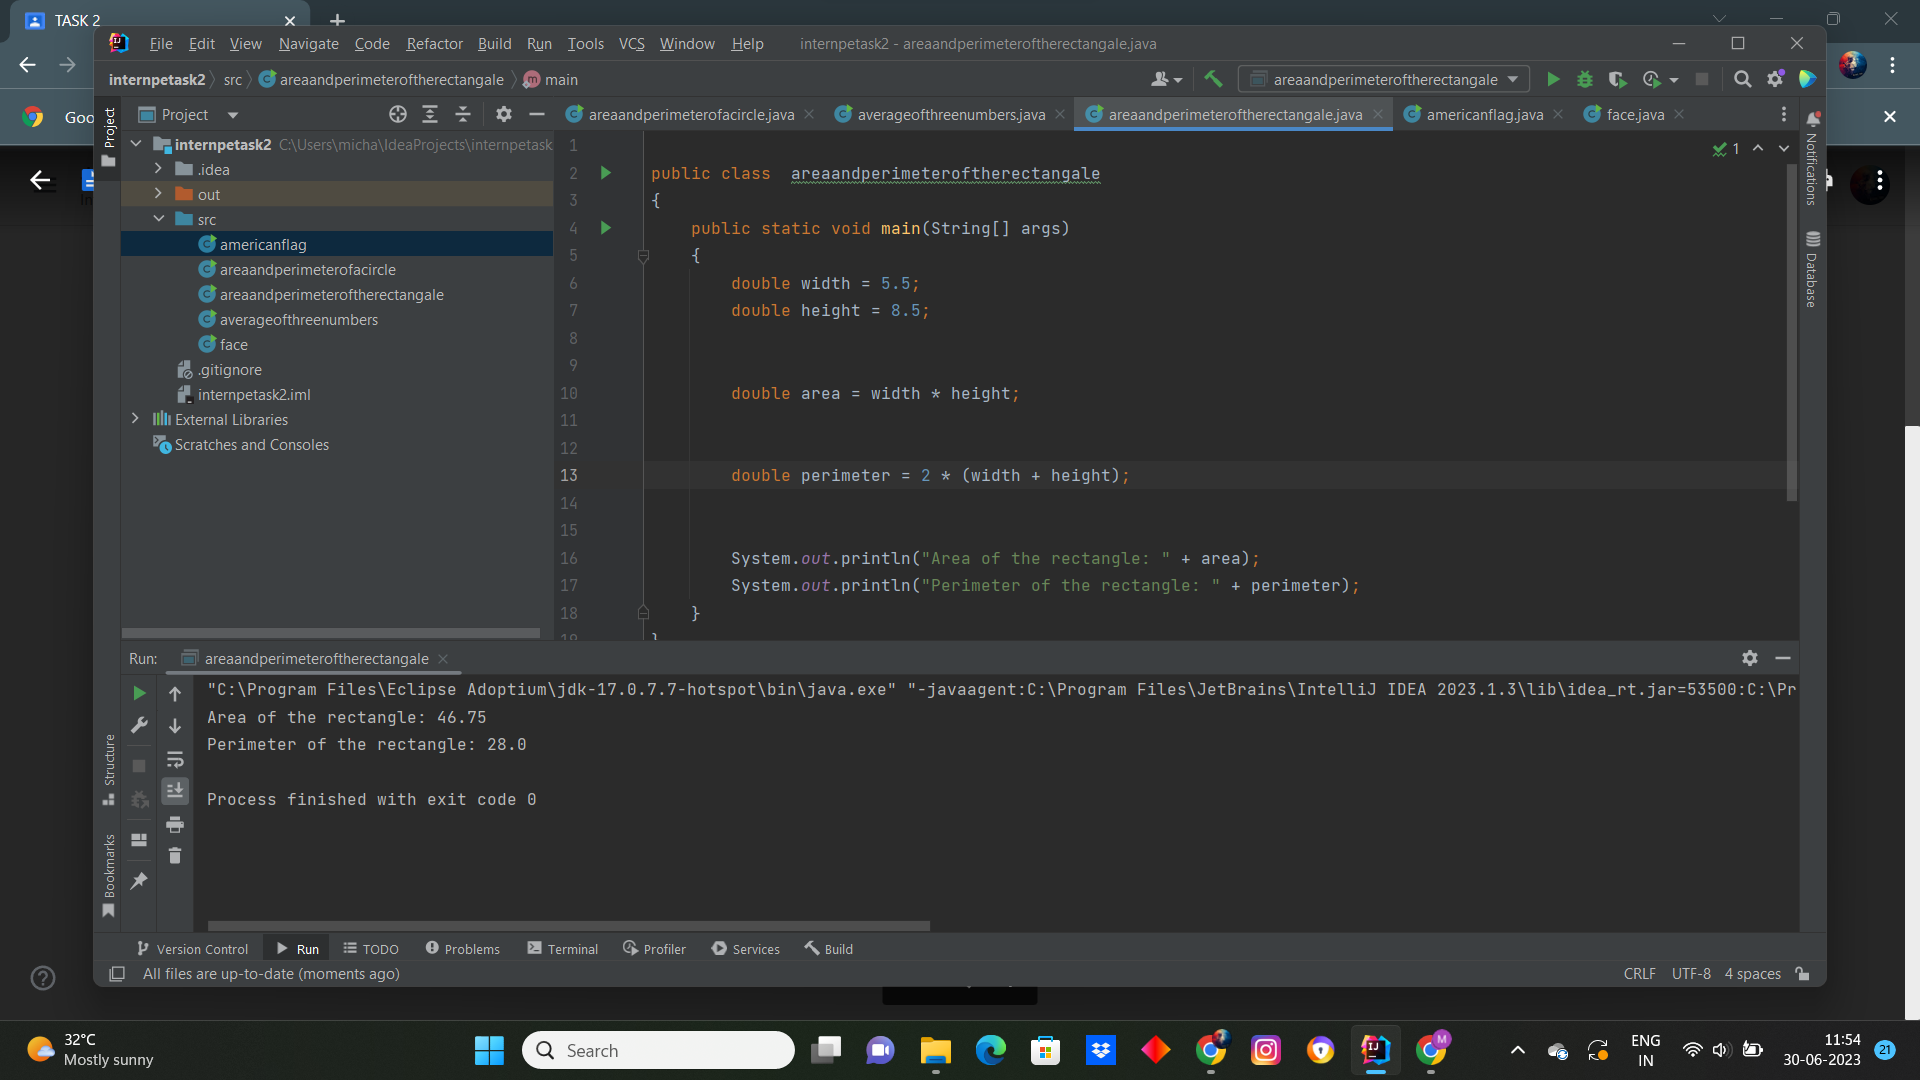 TASK 2
File Edit View Navigate Code Refactor Build Run Tools VCS Window Help internpetask2 - areaandperimeteroftherectangale.java
internpetask2 src areaandperimeteroftherectangale main areaandperimeteroftherectangale
Goo
Project areaandperimeterofacircle.java averageofthreenumbers.java areaandperimeteroftherectangale.java americanflag.java face.java
Project
internpetask2 C:\Users\micha\IdeaProjects\internpetask
.idea
out
src
americanflag
areaandperimeterofacircle
areaandperimeteroftherectangale
averageofthreenumbers
face
.gitignore
internpetask2.iml
External Libraries
Scratches and Consoles
1
2 public class areaandperimeteroftherectangale
3 {
4 public static void main(String[] args)
5 {
6 double width = 5.5;
7 double height = 8.5;
8
9
10 double area = width * height;
11
12
13 double perimeter = 2 * (width + height);
14
15
16 System.out.println("Area of the rectangle: " + area);
17 System.out.println("Perimeter of the rectangle: " + perimeter);
18 }
19 }
1
Notifications
Database
Run: areaandperimeteroftherectangale
"C:\Program Files\Eclipse Adoptium\jdk-17.0.7.7-hotspot\bin\java.exe" "-javaagent:C:\Program Files\JetBrains\IntelliJ IDEA 2023.1.3\lib\idea_rt.jar=53500:C:\Pr
Area of the rectangle: 46.75
Perimeter of the rectangle: 28.0
Process finished with exit code 0
Structure
Bookmarks
Version Control Run TODO Problems Terminal Profiler Services Build
All files are up-to-date (moments ago) CRLF UTF-8 4 spaces
32°C
Mostly sunny
Search
ENG
IN
11:54
30-06-2023
21